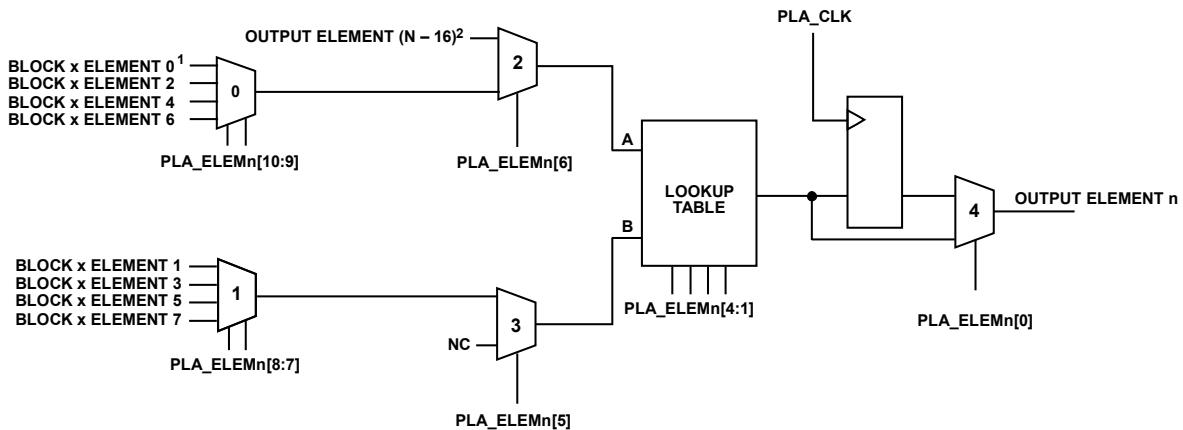 PLA_CLK
OUTPUT ELEMENT (N – 16)2
BLOCK x ELEMENT 0 1
BLOCK x ELEMENT 2
BLOCK x ELEMENT 4
BLOCK x ELEMENT 6
0
2
PLA_ELEMn[10:9]
PLA_ELEMn[6]
A
LOOKUP
TABLE
B
4
OUTPUT ELEMENT n
BLOCK x ELEMENT 1
BLOCK x ELEMENT 3
BLOCK x ELEMENT 5
BLOCK x ELEMENT 7
1
3
NC
PLA_ELEMn[8:7]
PLA_ELEMn[5]
PLA_ELEMn[4:1]
PLA_ELEMn[0]